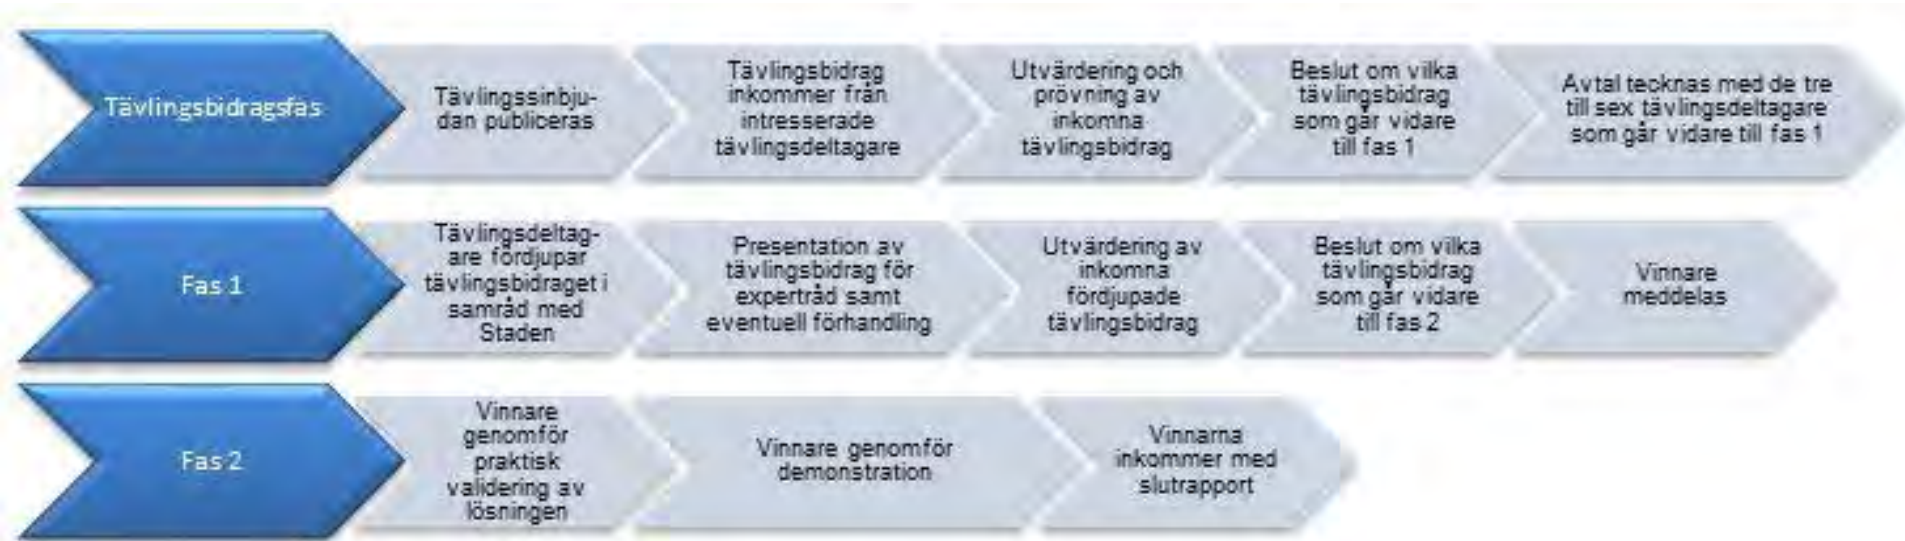 Tävlingsbidragsfas
Tävlingssinbju-
dan publiceras
Tävlingsbidrag
inkommer från
intresserade
tävlingsdeltagare
Utvärdering och
prövning av
inkomna
tävlingsbidrag
Beslut om vilka
tävlingsbidrag
som går vidare
till fas 1
Avtal tecknas med de tre
till sex tävlingsdeltagare
som går vidare till fas 1
Fas 1
Tävlingsdeltag-
are fördjupar
tävlingsbidraget i
samråd med
Staden
Presentation av
tävlingsbidrag för
expertråd samt
eventuell förhandling
Utvärdering av
inkomna
fördjupade
tävlingsbidrag
Beslut om vilka
tävlingsbidrag
som går vidare
till fas 2
Vinnare
meddelas
Fas 2
Vinnare
genomför
praktisk
validering av
lösningen
Vinnare genomför
demonstration
Vinnarna
inkommer med
slutrapport